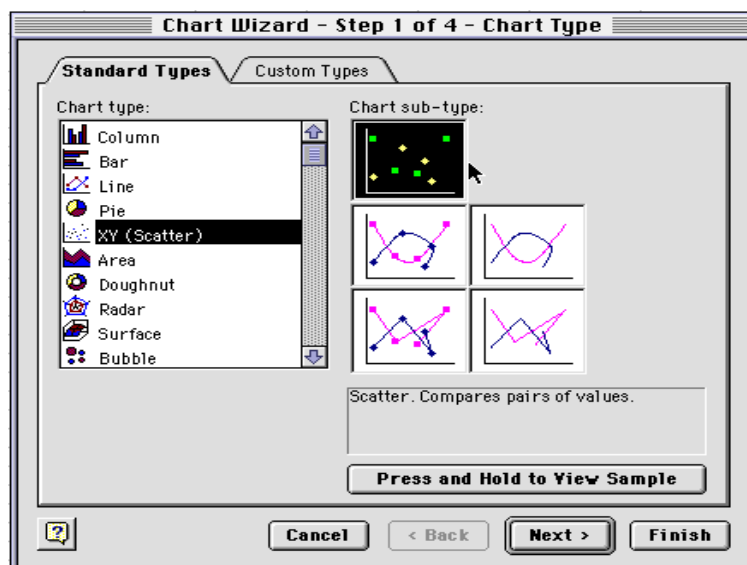 Chart Wizard – Step 1 of 4 – Chart Type
Standard Types
Custom Types
Chart type:
Column
Bar
Line
Pie
XY (Scatter)
Area
Doughnut
Radar
Surface
Bubble
Chart sub-type:
Scatter. Compares pairs of values.
Press and Hold to View Sample
?
Cancel
< Back
Next >
Finish